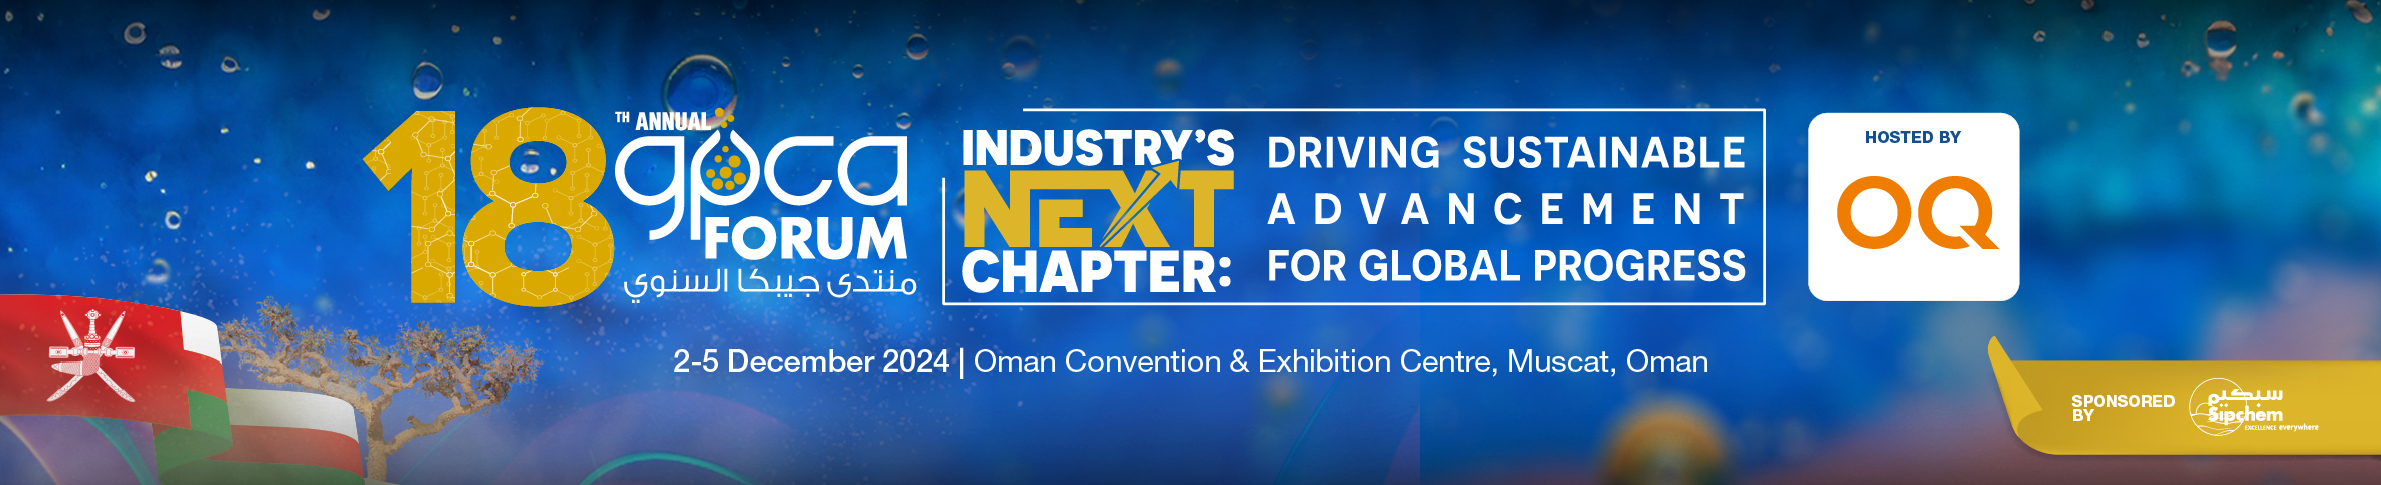 18TH ANNUAL
gpca
FORUM
منتدى جيبكا السنوي
INDUSTRY'S
NEXT
CHAPTER:
DRIVING SUSTAINABLE
ADVANCEMENT
FOR GLOBAL PROGRESS
HOSTED BY
OQ
2-5 December 2024 | Oman Convention & Exhibition Centre, Muscat, Oman
SPONSORED
BY
سبكيم
Sipchem
EXCELLENCE everywhere